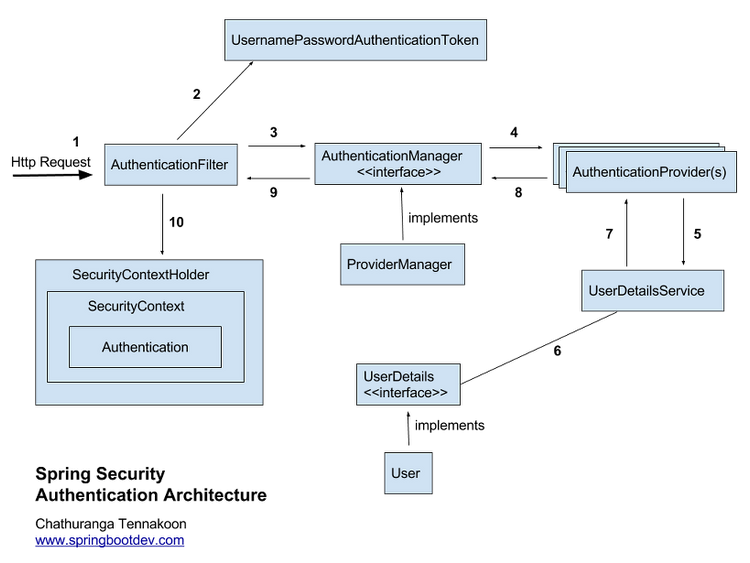 UsernamePasswordAuthenticationToken
2
1
Http Request
AuthenticationFilter
3
9
AuthenticationManager
<<interface>>
4
8
AuthenticationProvider(s)
10
implements
7
5
ProviderManager
SecurityContextHolder
SecurityContext
Authentication
UserDetailsService
6
UserDetails
<<interface>>
implements
User
Spring Security
Authentication Architecture
Chathuranga Tennakoon
www.springbootdev.com